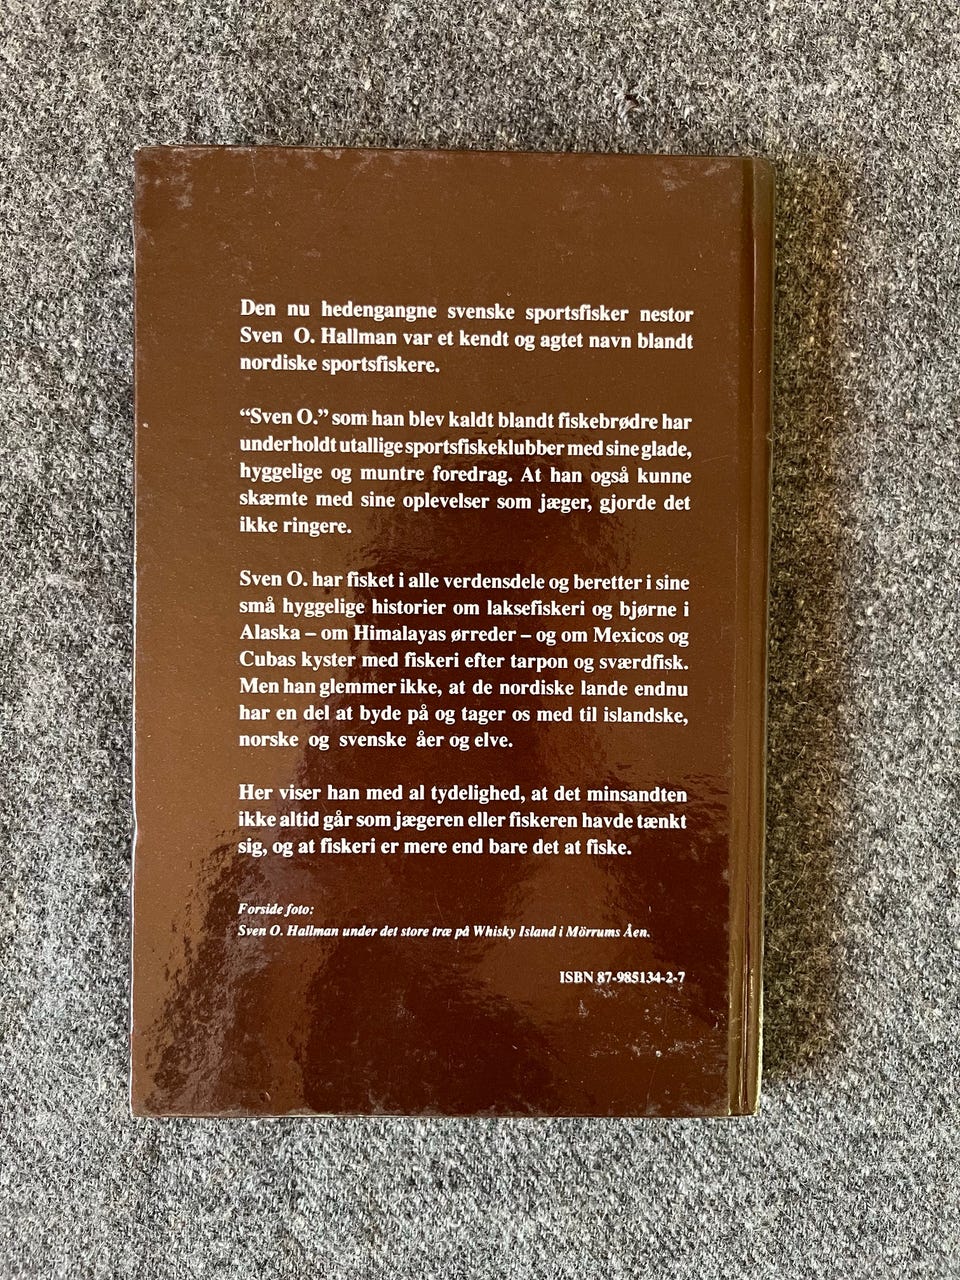 Den nu hedengangne svenske sportsfisker nestor
Sven O. Hallman var et kendt og agtet navn blandt
nordiske sportsfiskere.
“Sven O.” som han blev kaldt blandt fiskebrødre har
underholdt utallige sportsfiskeklubber med sine glade,
hyggelige og muntre foredrag. At han også kunne
skæmte med sine oplevelser som jæger, gjorde det
ikke ringere.
Sven O. har fisket i alle verdensdele og beretter i sine
små hyggelige historier om laksefiskeri og bjørne i
Alaska – om Himalayas ørreder – og om Mexicos og
Cubas kyster med fiskeri efter tarpon og sværdfisk.
Men han glemmer ikke, at de nordiske lande endnu
har en del at byde på og tager os med til islandske,
norske og svenske åer og elve.
Her viser han med al tydelighed, at det minsandten
ikke altid går som jægeren eller fiskeren havde tænkt
sig, og at fiskeri er mere end bare det at fiske.
Forside foto:
Sven O. Hallman under det store træ på Whisky Island i Mörrums Åen.
ISBN 87-985134-2-7